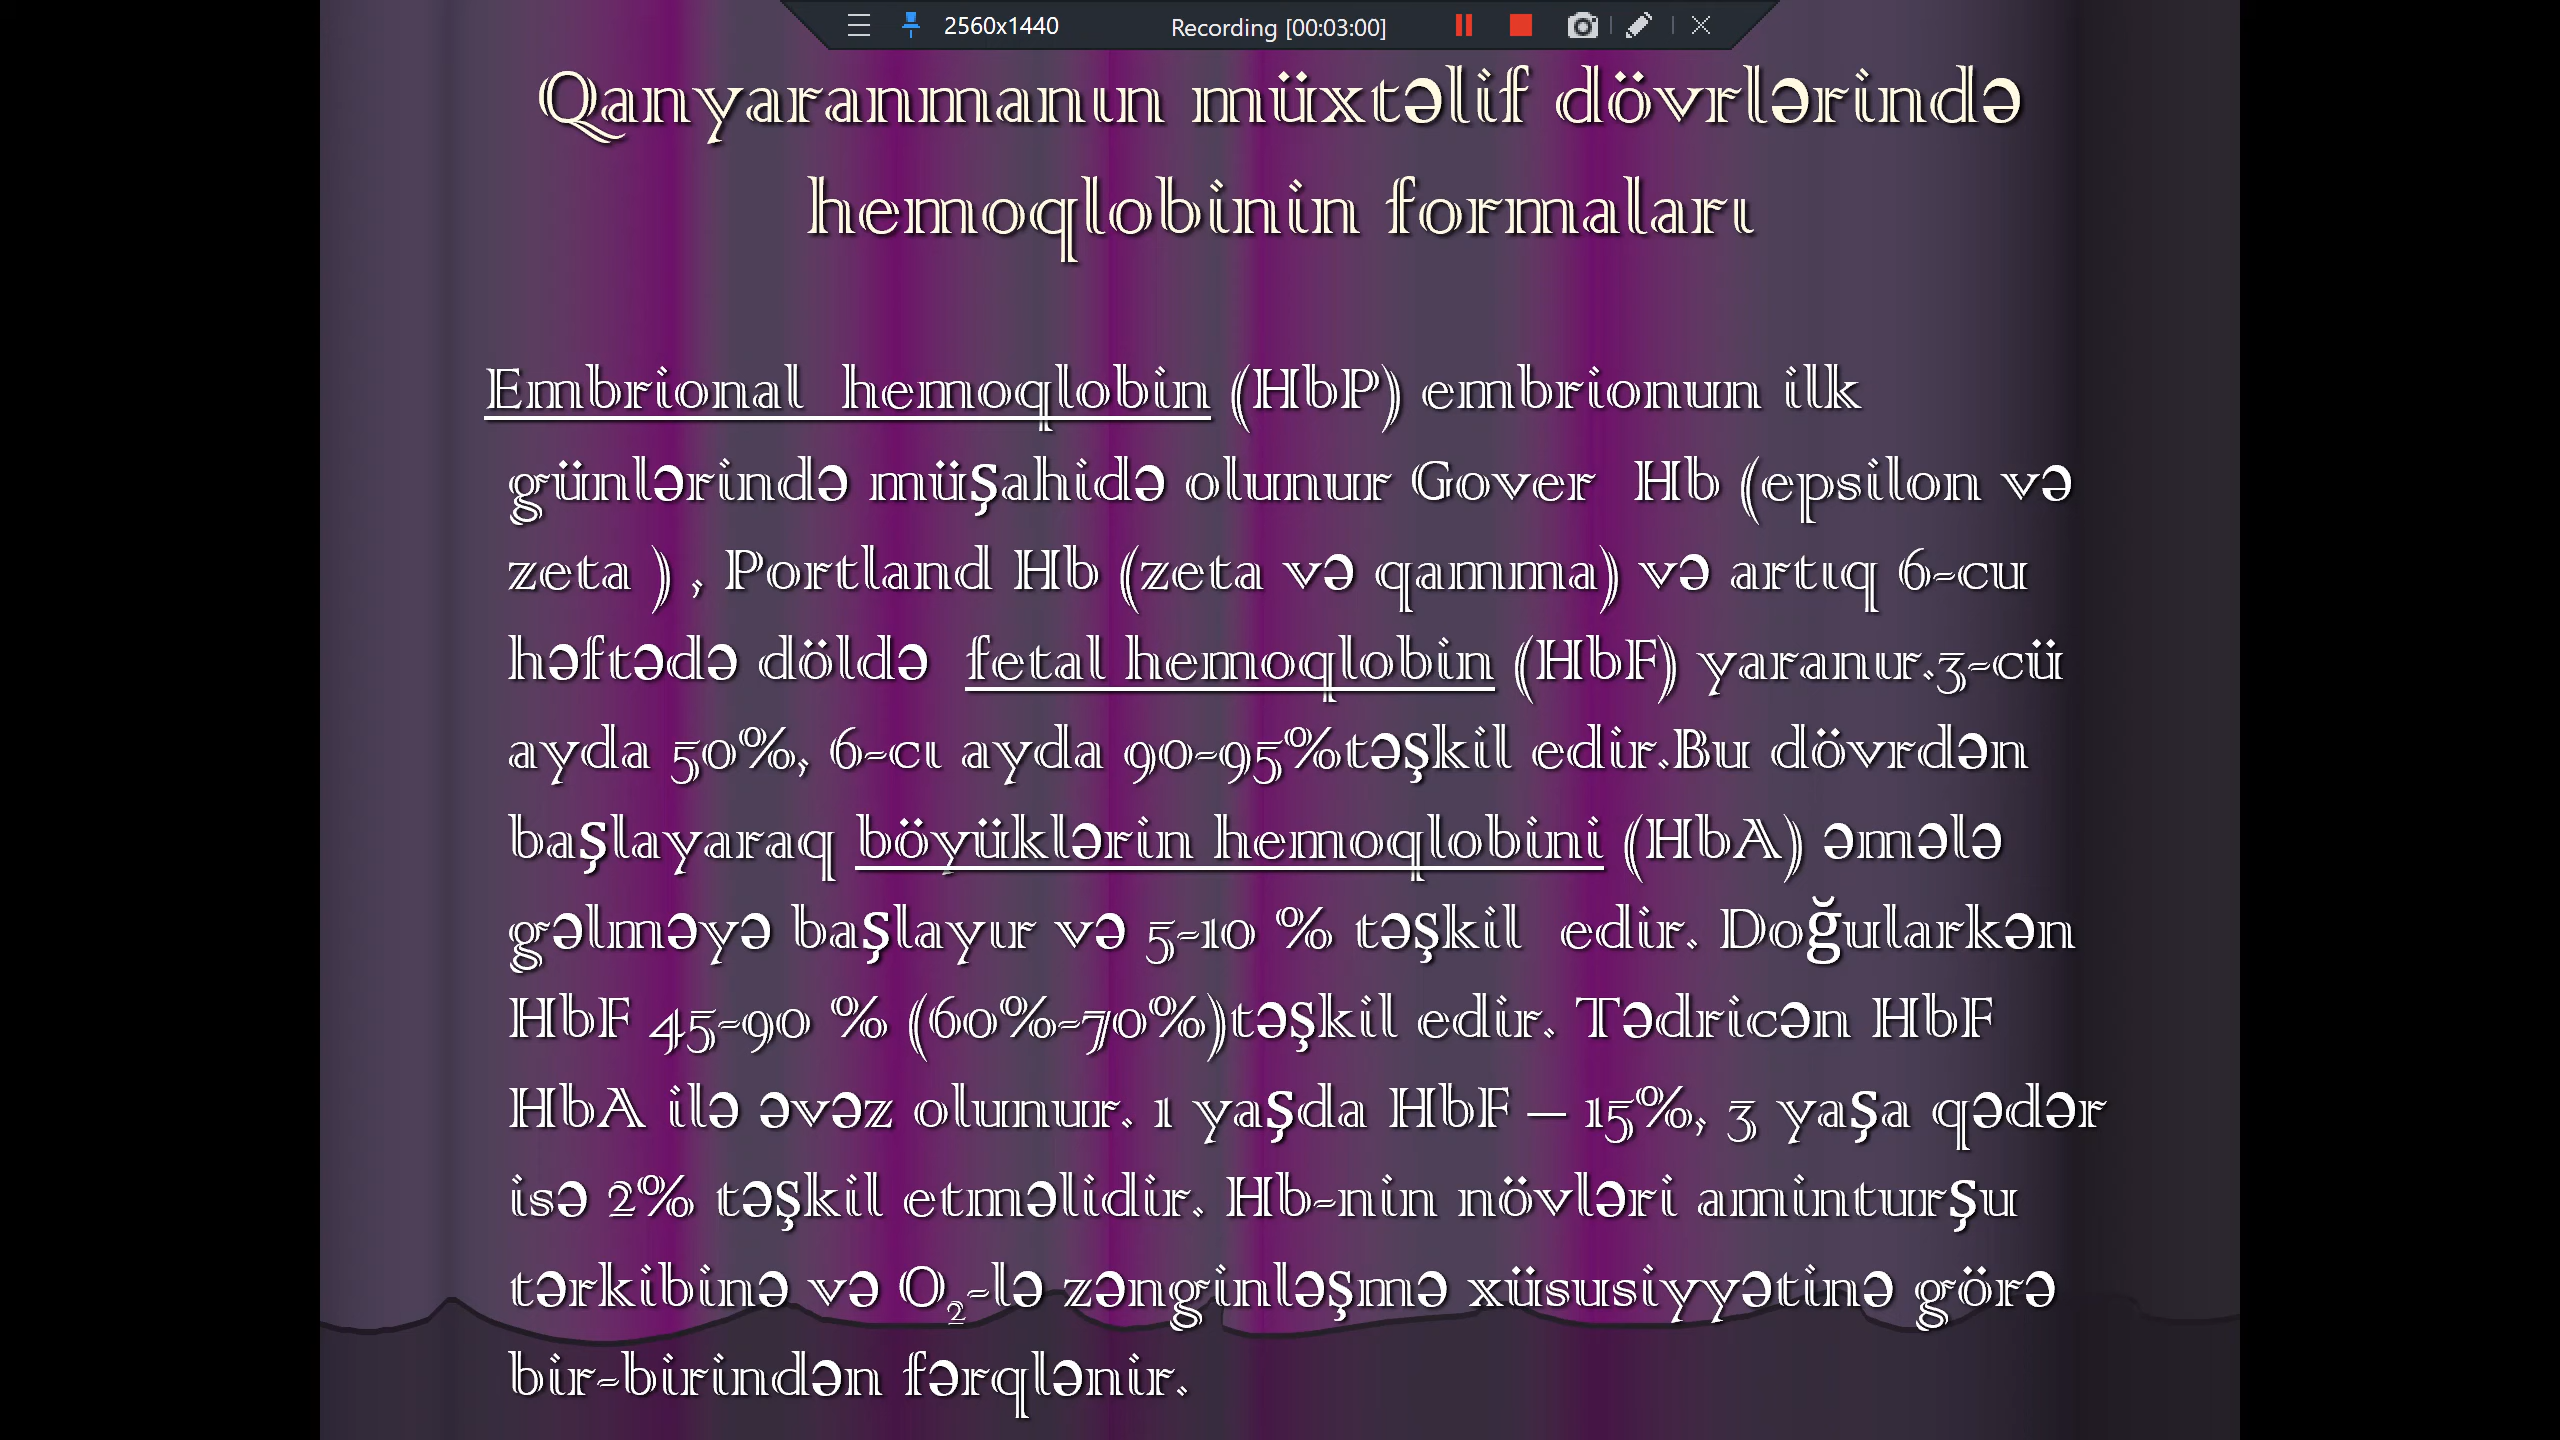 2560x1440 Recording [00:03:00]
Qanyaranmanın müxtəlif dövrlərində
hemoqlobinin formaları
Embrional hemoqlobin (HbP) embrionun ilk
günlərində müşahidə olunur Gover Hb (epsilon və
zeta ) , Portland Hb (zeta və qamma) və artıq 6-cu
həftədə döldə fetal hemoqlobin (HbF) yaranır.3-cü
ayda 50%, 6-cı ayda 90-95%təşkil edir.Bu dövrdən
başlayaraq böyüklərin hemoqlobini (HbA) əmələ
gəlməyə başlayır və 5-10 % təşkil edir. Doğularkən
HbF 45-90 % (60%-70%)təşkil edir. Tədricən HbF
HbA ilə əvəz olunur. 1 yaşda HbF – 15%, 3 yaşa qədər
isə 2% təşkil etməlidir. Hb-nin növləri aminturşu
tərkibinə və O₂-lə zənginləşmə xüsusiyyətinə görə
bir-birindən fərqlənir.